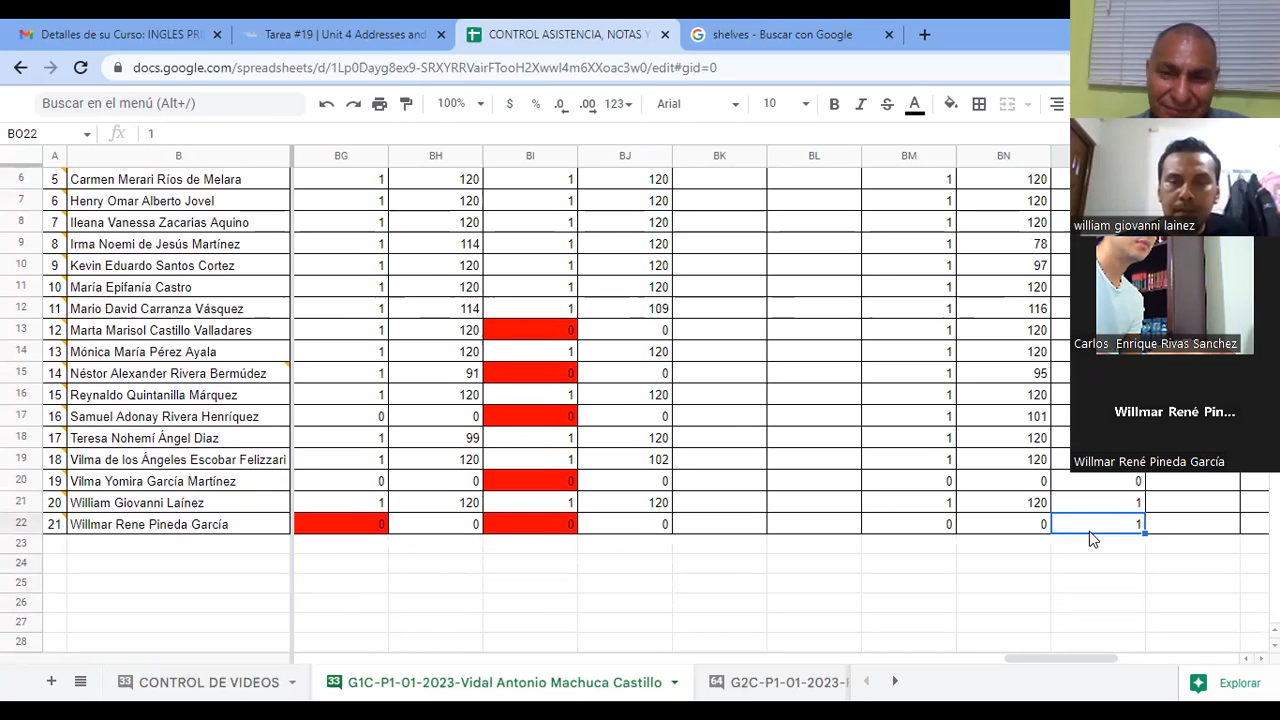 Detalles de su Curso: INGLES PR
Tarea #19 | Unit 4 Addresses and
CONTROL ASISTENCIA, NOTAS Y
shelves - Buscar con Google
docs.google.com/spreadsheets/d/1Lp0Dayg8ex9-SRXYRRVairFTooH2XwwI4m6XXoac3w0/edit#gid=0
Buscar en el menú (Alt+/)
100% $ % .0 .00 123 Arial 10 B I S A
BO22 fx 1
A B BG BH BI BJ BK BL BM BN
6 5 Carmen Merari Ríos de Melara 1 120 1 120 1 120
7 6 Henry Omar Alberto Jovel 1 120 1 120 1 120
8 7 Ileana Vanessa Zacarias Aquino 1 120 1 120 1 120
9 8 Irma Noemi de Jesús Martínez 1 114 1 120 1 78
10 9 Kevin Eduardo Santos Cortez 1 120 1 120 1 97
11 10 María Epifanía Castro 1 120 1 120 1 120
12 11 Mario David Carranza Vásquez 1 114 1 109 1 116
13 12 Marta Marisol Castillo Valladares 1 120 0 0 1 120
14 13 Mónica María Pérez Ayala 1 120 1 120 1 120
15 14 Néstor Alexander Rivera Bermúdez 1 91 0 0 1 95
16 15 Reynaldo Quintanilla Márquez 1 120 1 120 1 120
17 16 Samuel Adonay Rivera Henríquez 0 0 0 0 1 101
18 17 Teresa Nohemí Ángel Diaz 1 99 1 120 1 120
19 18 Vilma de los Ángeles Escobar Felizzari 1 120 1 102 1 120
20 19 Vilma Yomira García Martínez 0 0 0 0 0 0 0
21 20 William Giovanni Laínez 1 120 1 120 1 120 1
22 21 Willmar Rene Pineda García 0 0 0 0 0 0 1
23
24
25
26
27
28
william giovanni lainez
Carlos Enrique Rivas Sanchez
Willmar René Pin...
Willmar René Pineda García
33 CONTROL DE VIDEOS
33 G1C-P1-01-2023-Vidal Antonio Machuca Castillo
64 G2C-P1-01-2023-
Explorar